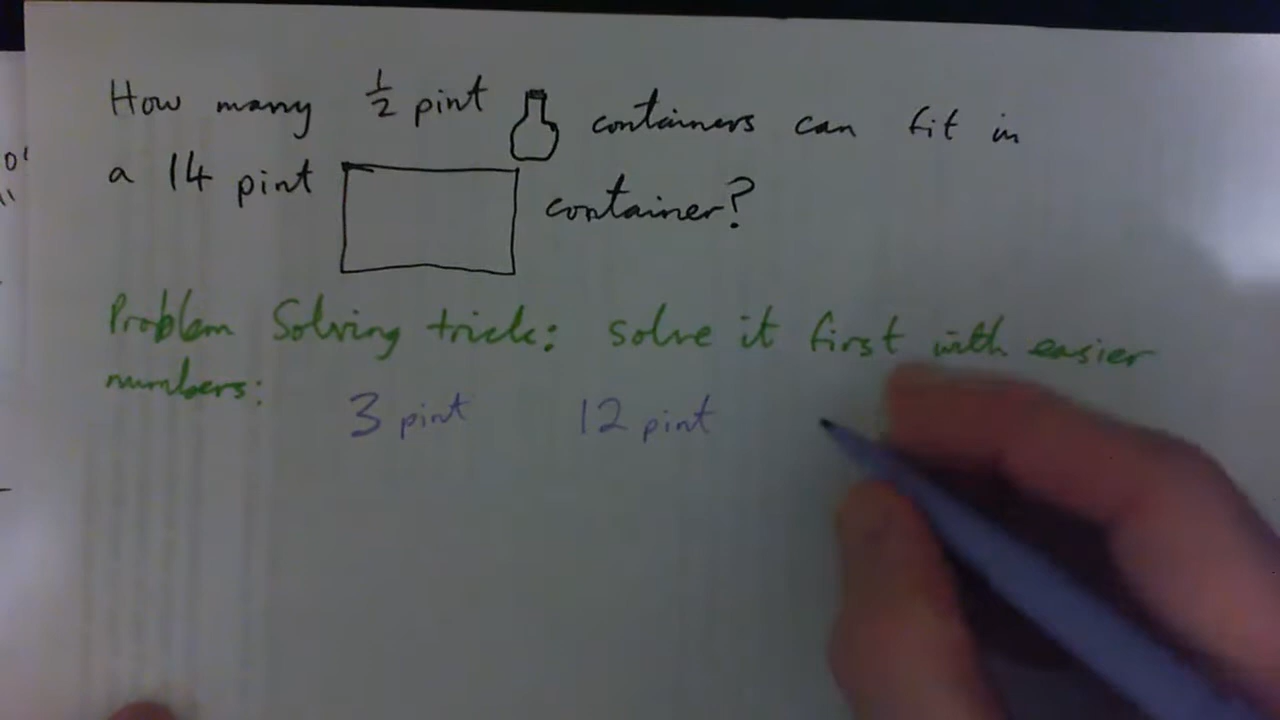 How many 1/2 pint containers can fit in
a 14 pint container?
Problem Solving trick: solve it first with easier
numbers:
3 pint 12 pint